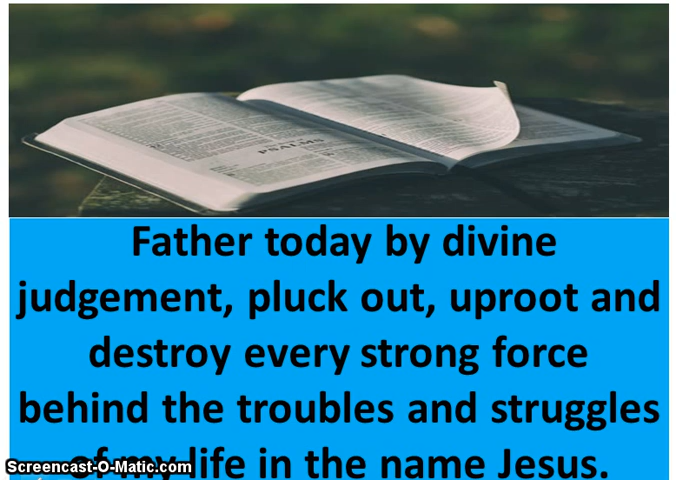 PSALMS
Father today by divine
judgement, pluck out, uproot and
destroy every strong force
behind the troubles and struggles
of my life in the name Jesus.
Screencast-O-Matic.com